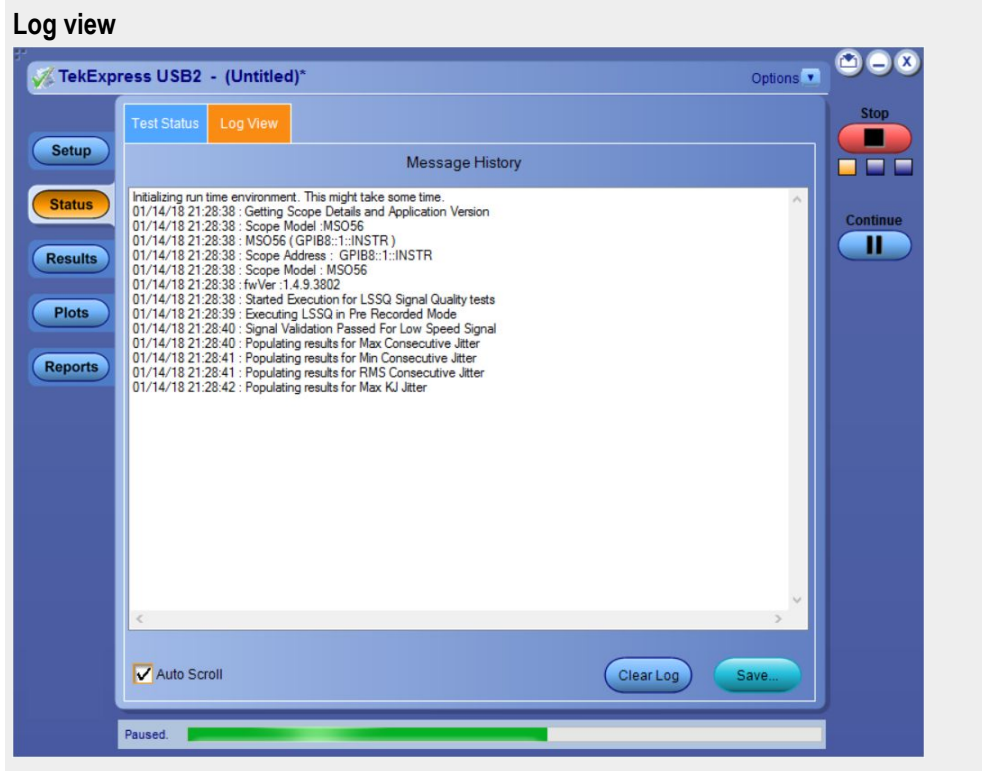 Log view
TekExpress USB2 - (Untitled)*
Options
Test Status
Log View
Stop
Setup
Message History
Status
Initializing run time environment. This might take some time.
01/14/18 21:28:38 : Getting Scope Details and Application Version
01/14/18 21:28:38 : Scope Model :MSO56
01/14/18 21:28:38 : MSO56 ( GPIB8::1::INSTR )
01/14/18 21:28:38 : Scope Address : GPIB8::1::INSTR
01/14/18 21:28:38 : Scope Model : MSO56
01/14/18 21:28:38 : fwVer :1.4.9.3802
01/14/18 21:28:38 : Started Execution for LSSQ Signal Quality tests
01/14/18 21:28:39 : Executing LSSQ in Pre Recorded Mode
01/14/18 21:28:40 : Signal Validation Passed For Low Speed Signal
01/14/18 21:28:40 : Populating results for Max Consecutive Jitter
01/14/18 21:28:41 : Populating results for Min Consecutive Jitter
01/14/18 21:28:41 : Populating results for RMS Consecutive Jitter
01/14/18 21:28:42 : Populating results for Max KJ Jitter
Continue
Results
Plots
Reports
Auto Scroll
Clear Log
Save...
Paused.